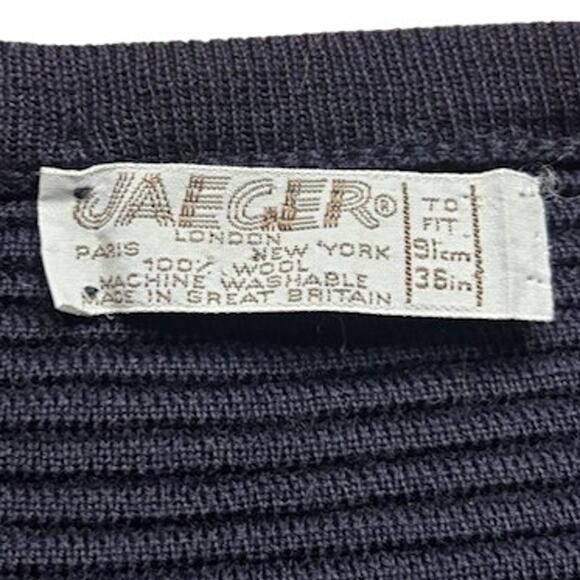 JAEGER®
LONDON
PARIS NEW YORK
100% WOOL
MACHINE WASHABLE
MADE IN GREAT BRITAIN
TO
FIT
91cm
36in